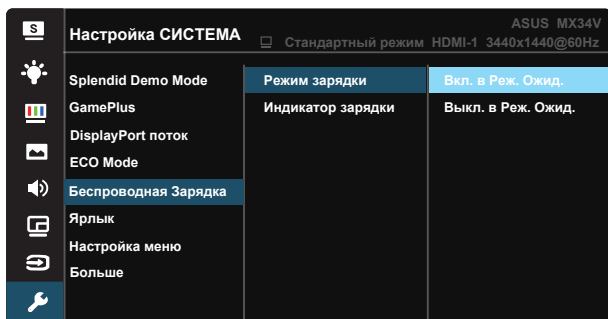 S
Настройка СИСТЕМА
ASUS MX34V
Стандартный режим HDMI-1 3440x1440@60Hz
Splendid Demo Mode
Режим зарядки
Вкл. в Реж. Ожид.
GamePlus
Индикатор зарядки
Выкл. в Реж. Ожид.
DisplayPort поток
ECO Mode
Беспроводная Зарядка
Ярлык
Настройка меню
Больше